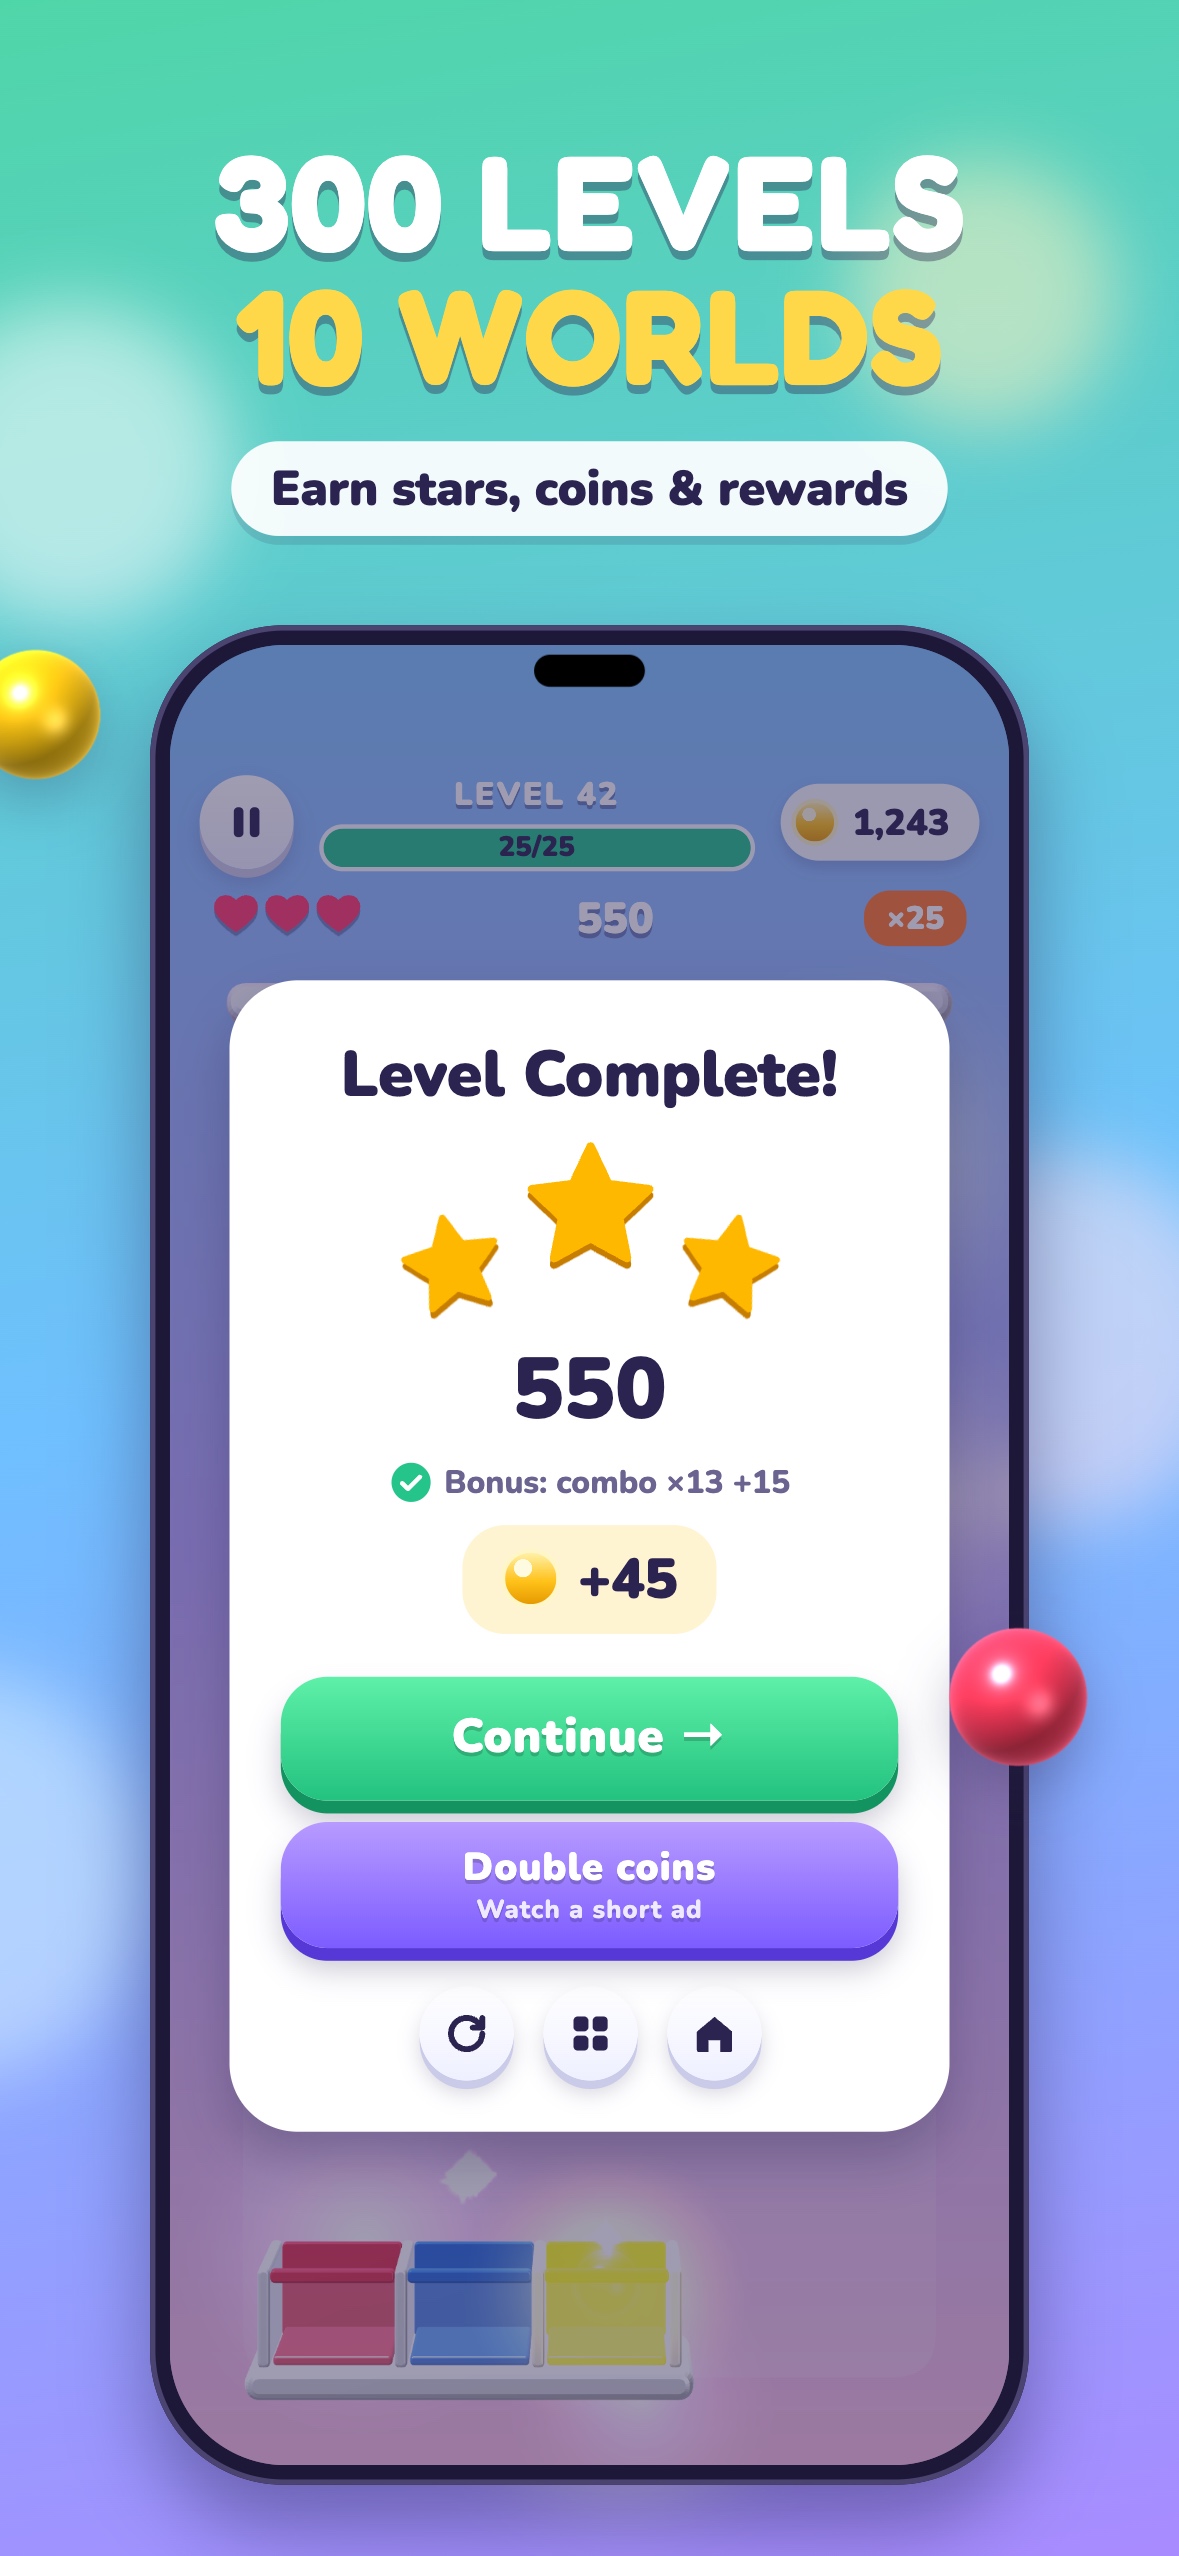 300 LEVELS
10 WORLDS
Earn stars, coins & rewards
LEVEL 42
25/25
1,243
550
×25
Level Complete!
550
Bonus: combo ×13 +15
+45
Continue →
Double coins
Watch a short ad